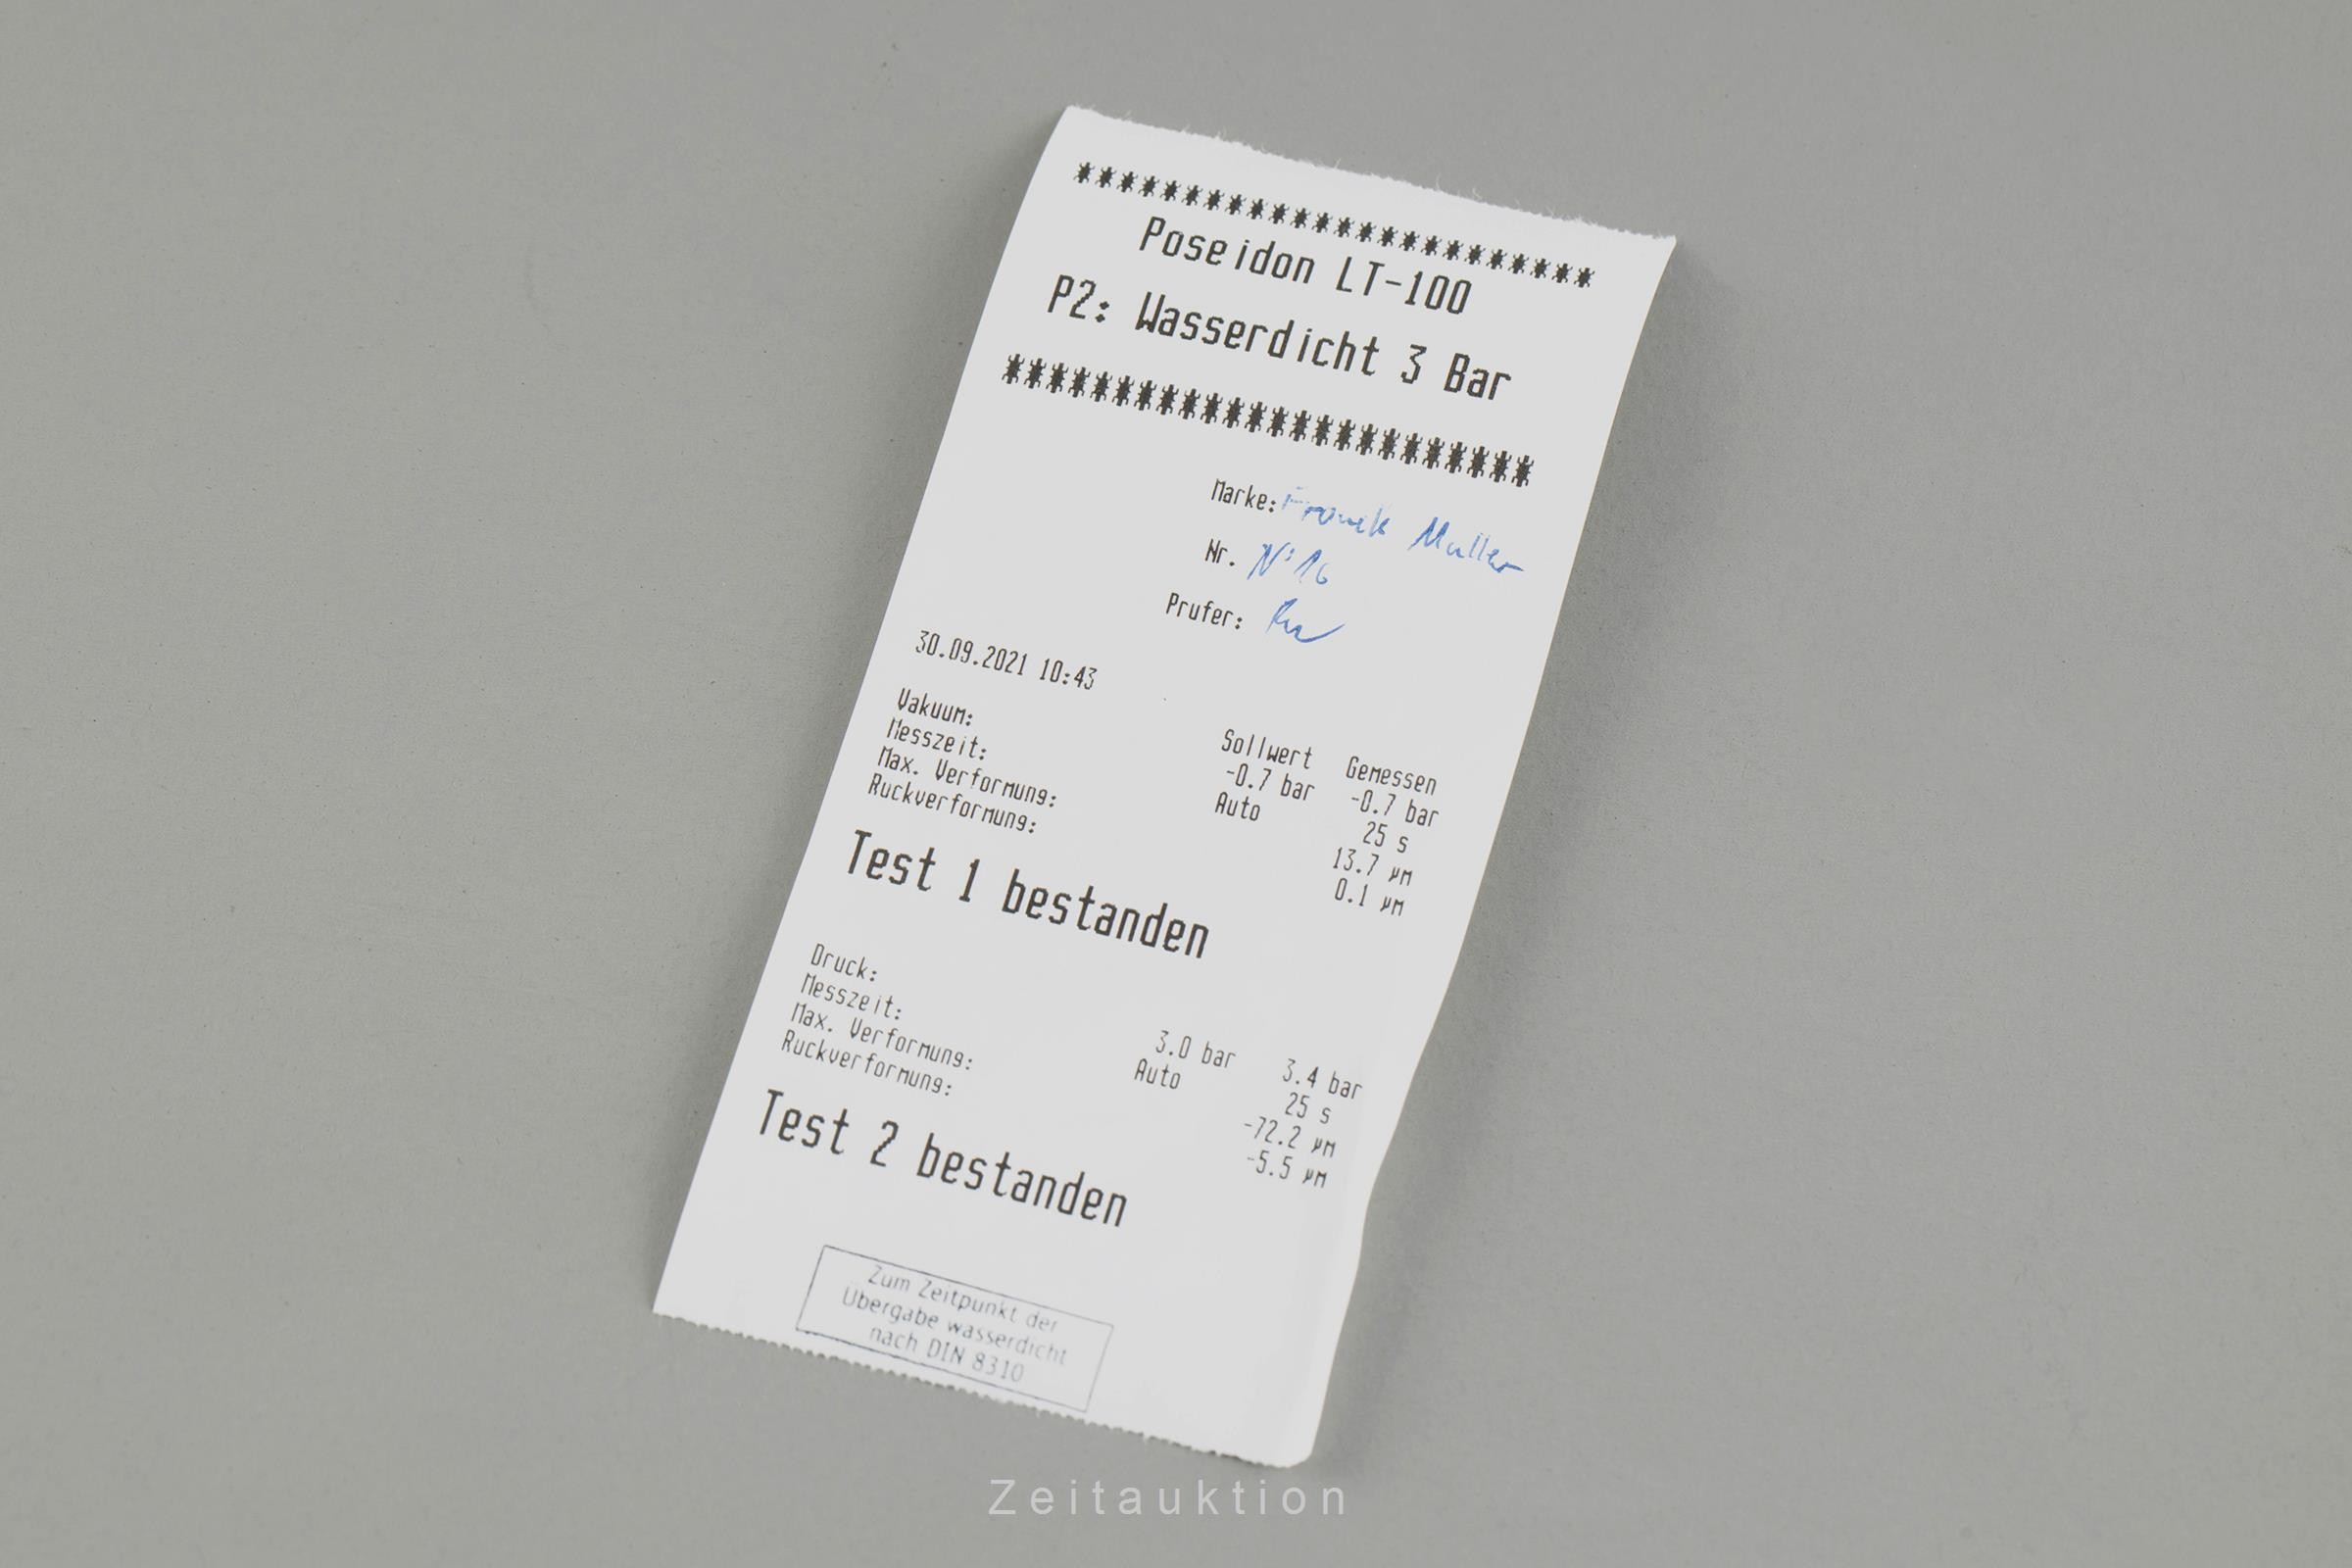 ************************
Poseidon LT-100
P2: Wasserdicht 3 Bar
************************
Marke: Franck Muller
Nr. N°16
Prufer:
30.09.2021 10:43
Sollwert Gemessen
Vakuum: -0.7 bar -0.7 bar
Messzeit: Auto 25 s
Max. Verformung: 13.7 µm
Ruckverformung: 0.1 µm
Test 1 bestanden
Druck: 3.0 bar 3.4 bar
Messzeit: Auto 25 s
Max. Verformung: -72.2 µm
Ruckverformung: -5.5 µm
Test 2 bestanden
Zum Zeitpunkt der
Übergabe wasserdicht
nach DIN 8310
Zeitauktion